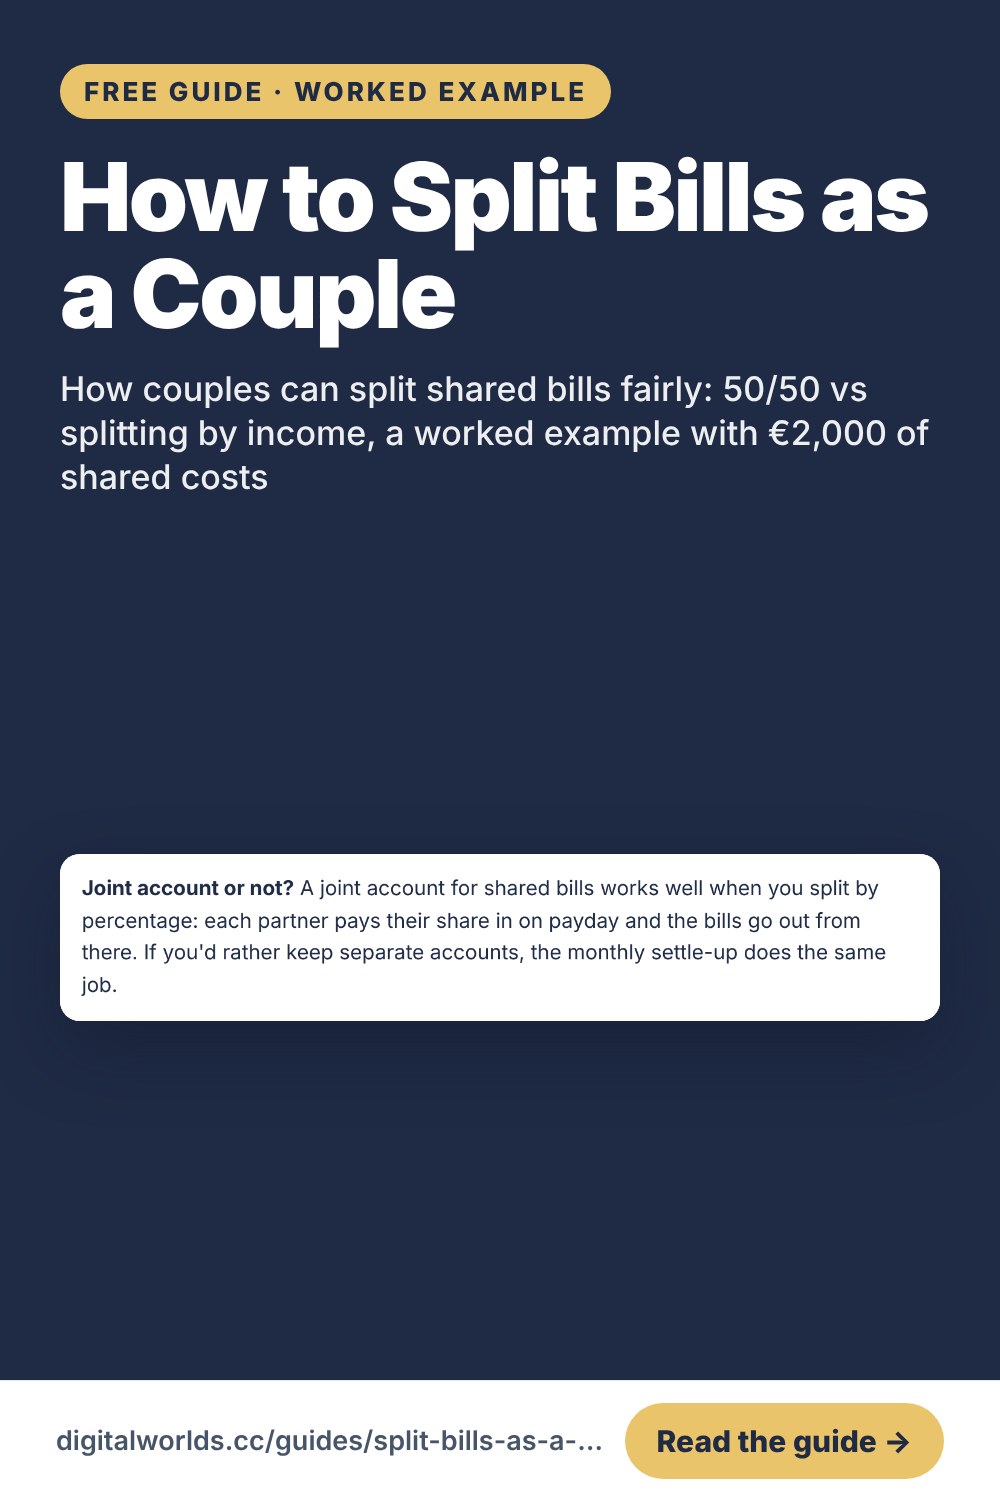 FREE GUIDE · WORKED EXAMPLE
How to Split Bills as
a Couple
How couples can split shared bills fairly: 50/50 vs
splitting by income, a worked example with €2,000 of
shared costs
Joint account or not? A joint account for shared bills works well when you split by
percentage: each partner pays their share in on payday and the bills go out from
there. If you'd rather keep separate accounts, the monthly settle-up does the same
job.
digitalworlds.cc/guides/split-bills-as-a-...
Read the guide →